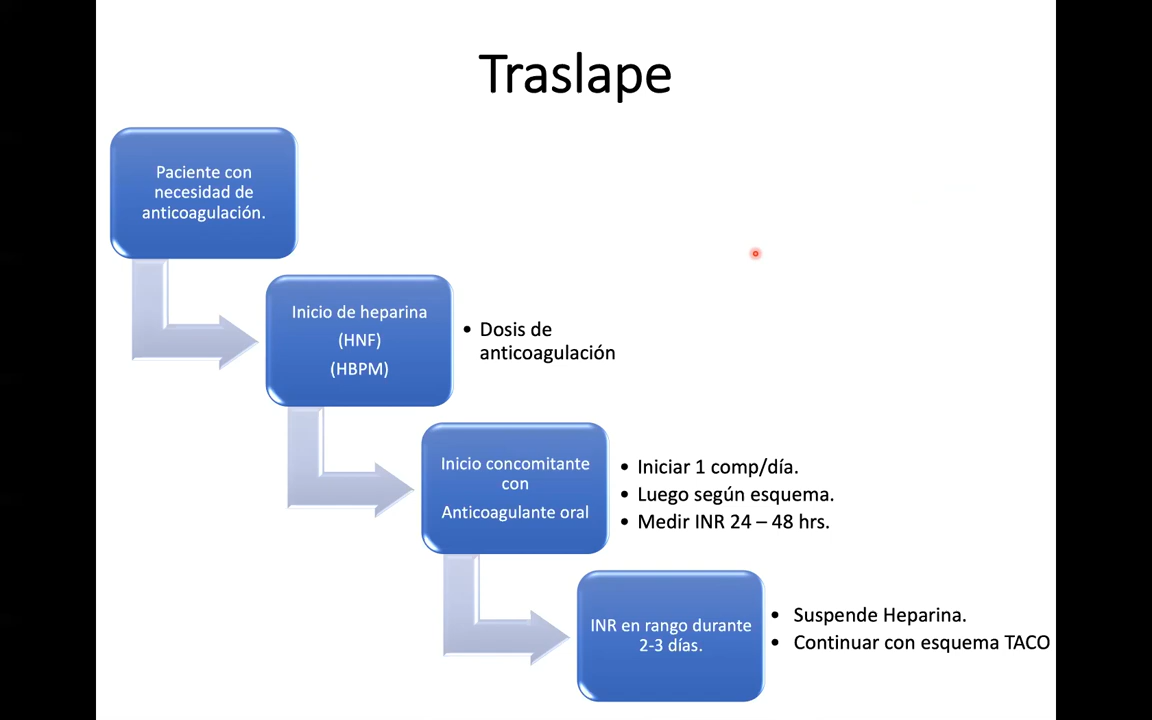 Traslape
Paciente con
necesidad de
anticoagulación.
Inicio de heparina
(HNF)
(HBPM)
• Dosis de
anticoagulación
Inicio concomitante
con
Anticoagulante oral
• Iniciar 1 comp/día.
• Luego según esquema.
• Medir INR 24 – 48 hrs.
INR en rango durante
2-3 días.
• Suspende Heparina.
• Continuar con esquema TACO